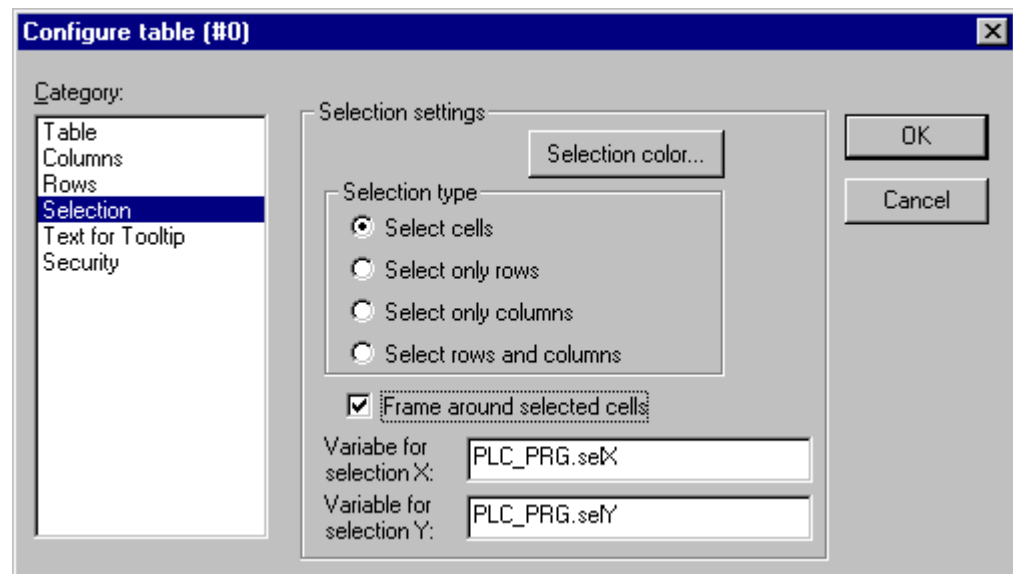 Configure table (#0)
Category:
Table
Columns
Rows
Selection
Text for Tooltip
Security
Selection settings
Selection color...
Selection type
Select cells
Select only rows
Select only columns
Select rows and columns
Frame around selected cells
Variabe for
selection X:
PLC_PRG.selX
Variable for
selection Y:
PLC_PRG.selY
OK
Cancel